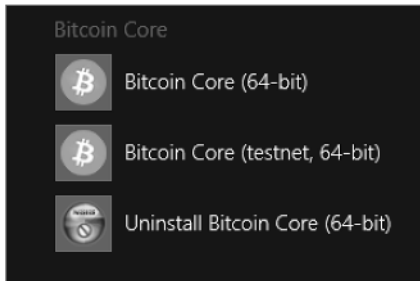 Bitcoin Core
Bitcoin Core (64-bit)
Bitcoin Core (testnet, 64-bit)
Uninstall Bitcoin Core (64-bit)